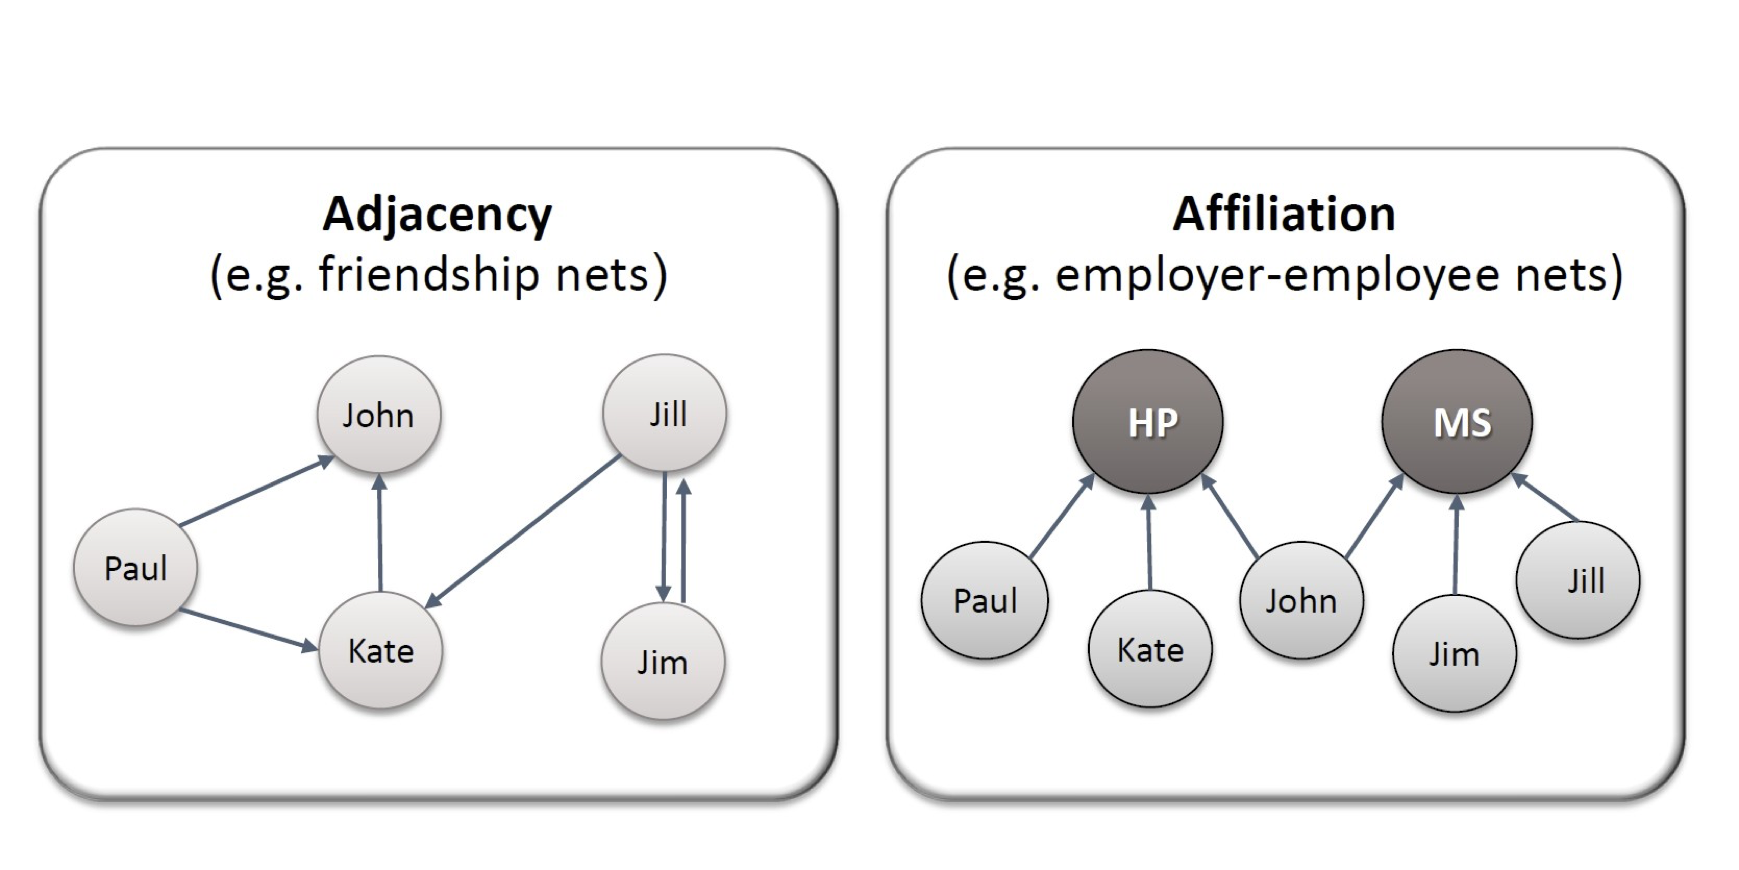 Adjacency
(e.g. friendship nets)
John
Jill
Paul
Kate
Jim
Affiliation
(e.g. employer-employee nets)
HP
MS
Paul
Kate
John
Jim
Jill